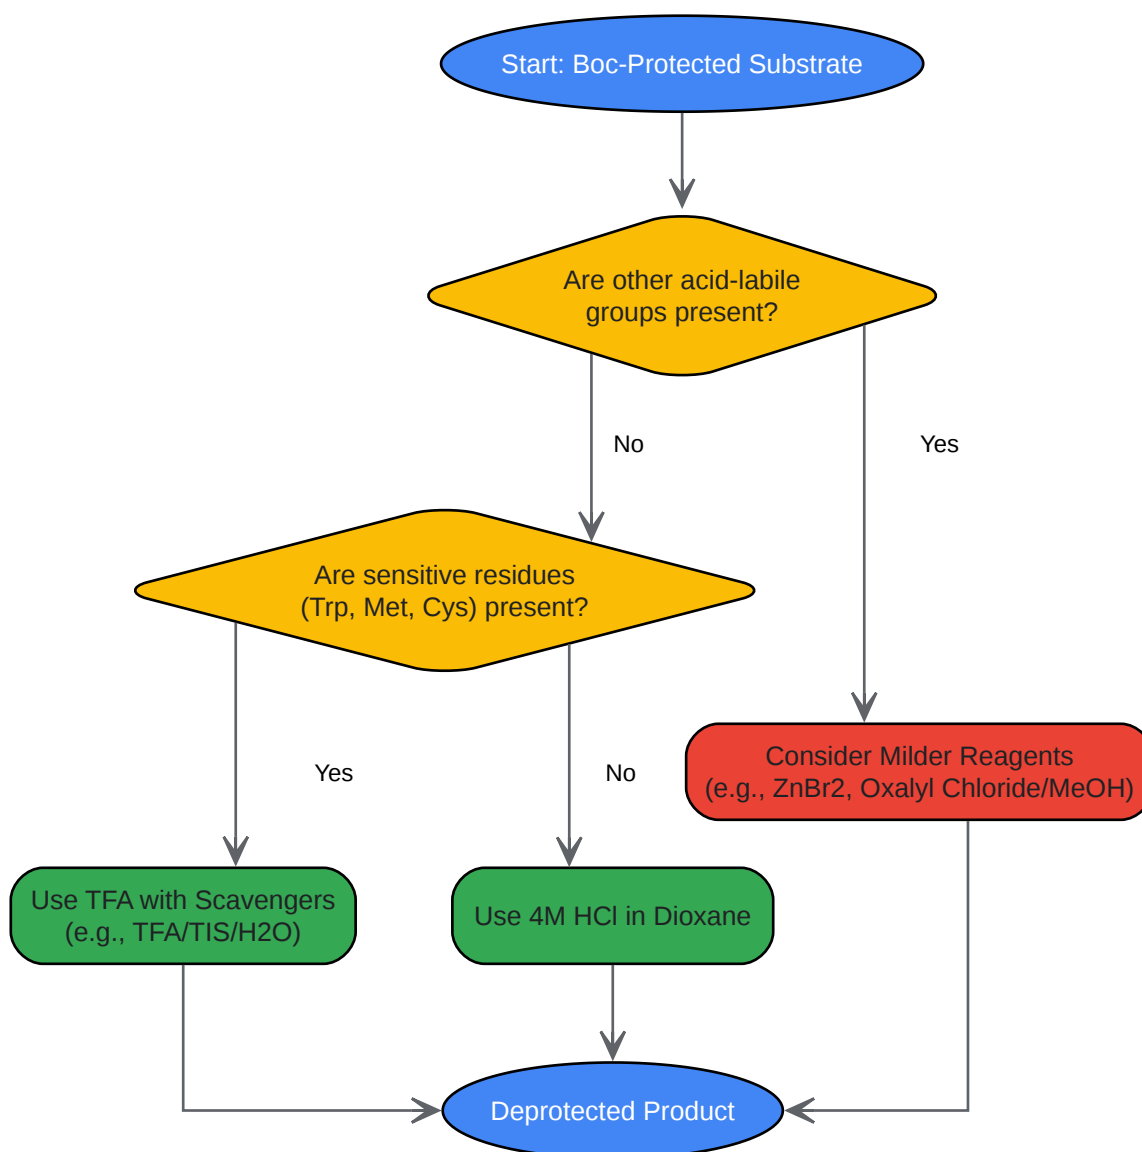 Start: Boc-Protected Substrate
Are other acid-labile
groups present?
No
Yes
Are sensitive residues
(Trp, Met, Cys) present?
Yes
No
Consider Milder Reagents
(e.g., ZnBr2, Oxalyl Chloride/MeOH)
Use TFA with Scavengers
(e.g., TFA/TIS/H2O)
Use 4M HCl in Dioxane
Deprotected Product